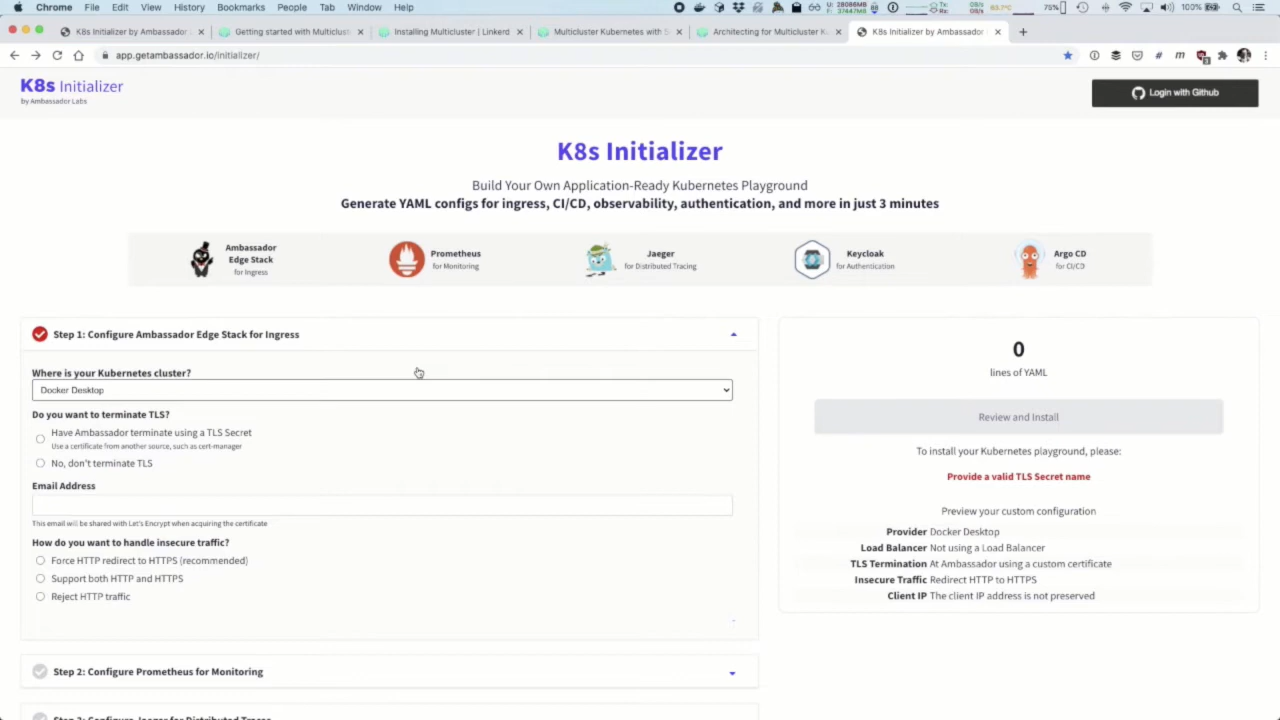 Chrome File Edit View History Bookmarks People Tab Window Help
75% 100%
K8s Initializer by Ambassador
Getting started with Multiclust
Installing Multicluster | Linkerd
Multicluster Kubernetes with S
Architecting for Multicluster K
K8s Initializer by Ambassador
app.getambassador.io/initializer/
K8s Initializer
by Ambassador Labs
Login with Github
K8s Initializer
Build Your Own Application-Ready Kubernetes Playground
Generate YAML configs for ingress, CI/CD, observability, authentication, and more in just 3 minutes
Ambassador
Edge Stack
for Ingress
Prometheus
for Monitoring
Jaeger
for Distributed Tracing
Keycloak
for Authentication
Argo CD
for CI/CD
Step 1: Configure Ambassador Edge Stack for Ingress
Where is your Kubernetes cluster?
Docker Desktop
Do you want to terminate TLS?
Have Ambassador terminate using a TLS Secret
Use a certificate from another source, such as cert-manager
No, don't terminate TLS
Email Address
This email will be shared with Let's Encrypt when acquiring the certificate
How do you want to handle insecure traffic?
Force HTTP redirect to HTTPS (recommended)
Support both HTTP and HTTPS
Reject HTTP traffic
Step 2: Configure Prometheus for Monitoring
Step 3: Configure Jaeger for Distributed Traces
0
lines of YAML
Review and Install
To install your Kubernetes playground, please:
Provide a valid TLS Secret name
Preview your custom configuration
Provider Docker Desktop
Load Balancer Not using a Load Balancer
TLS Termination At Ambassador using a custom certificate
Insecure Traffic Redirect HTTP to HTTPS
Client IP The client IP address is not preserved